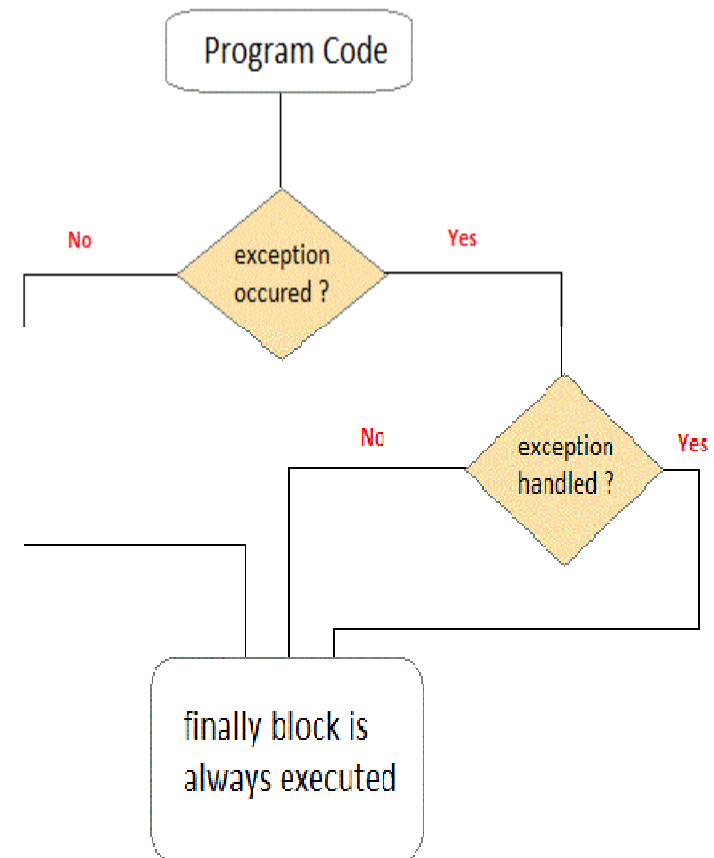 Program Code
No
Yes
exception
occured ?
No
Yes
exception
handled ?
finally block is
always executed